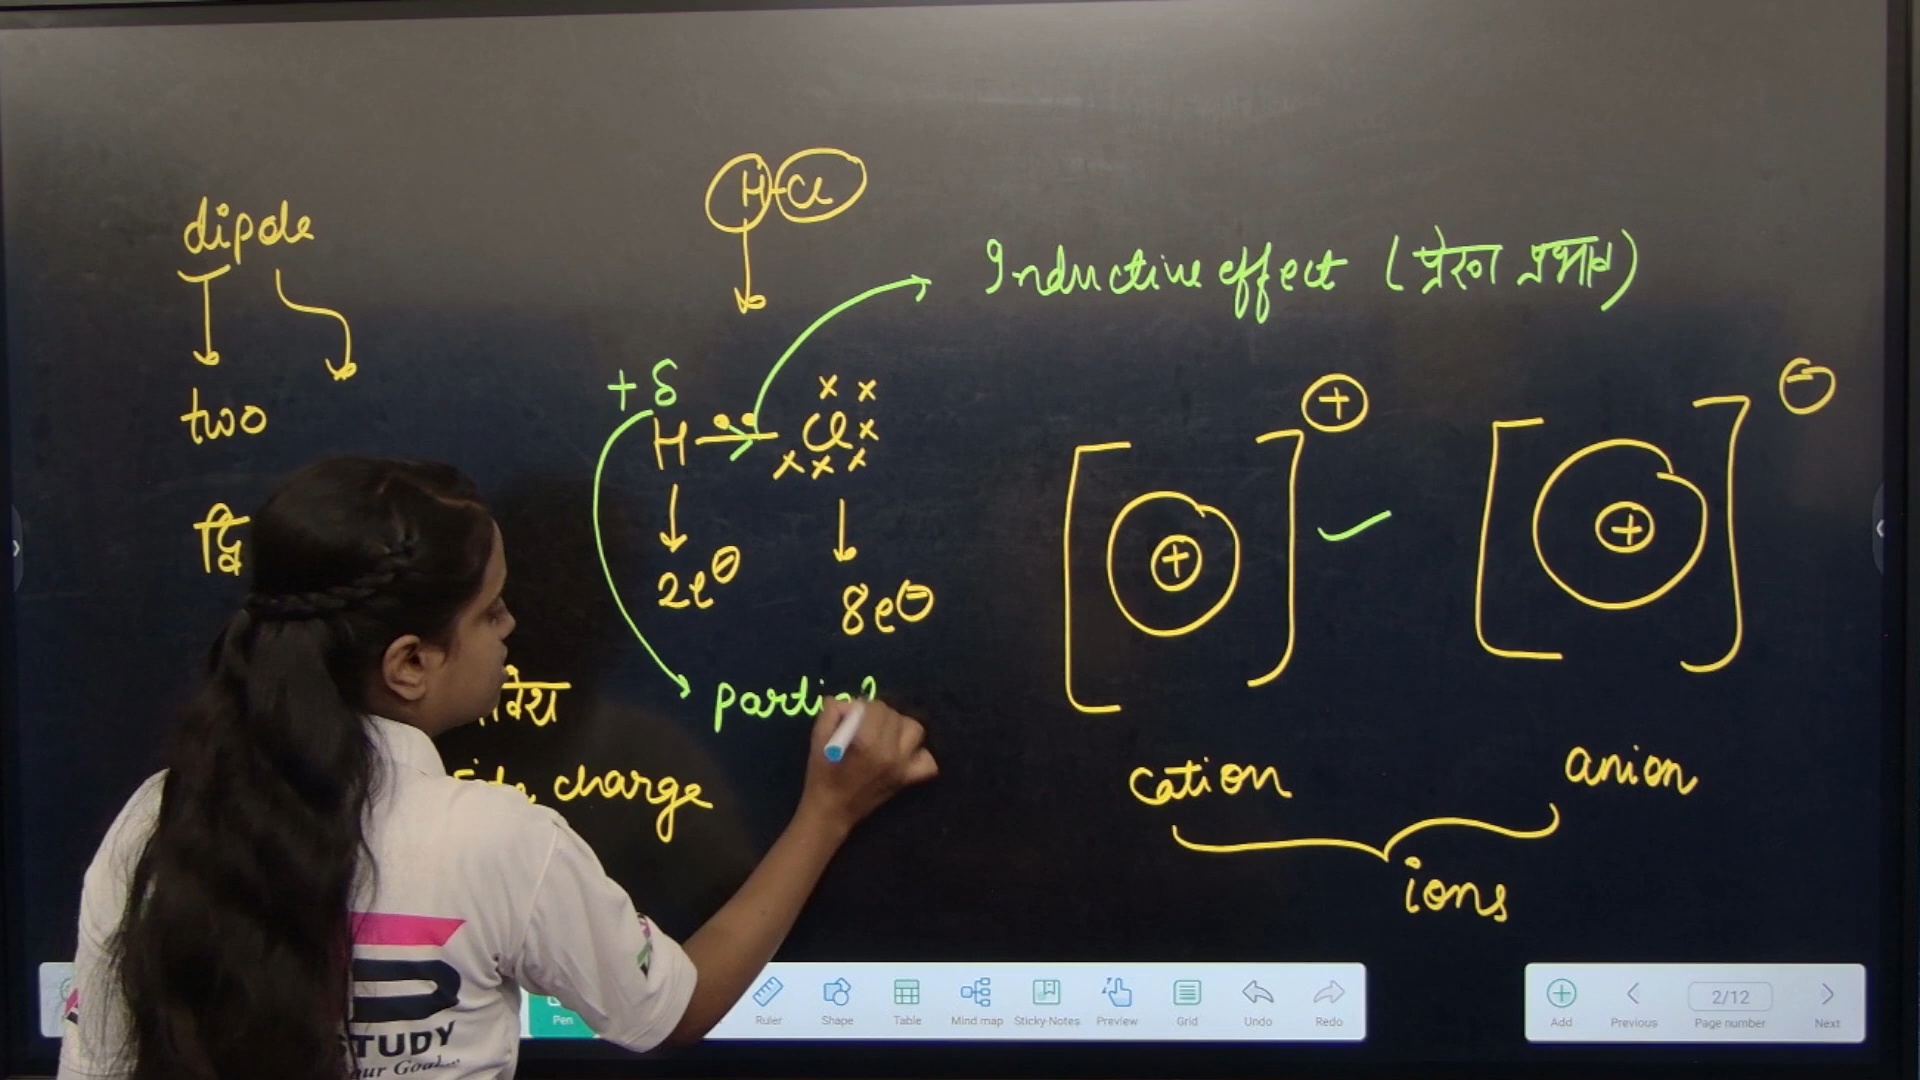 H-Cl
dipole
Inductive effect (प्रेरण प्रभाव)
+ δ
⊕
⊖
two
H
Cl
द्वि
+
+
2e⊖
8e⊖
partial
charge
cation
anion
ions
Pen
Ruler
Shape
Table
Mind map
Sticky-Notes
Preview
Grid
Undo
Redo
Add
Previous
2/12
Page number
Next
STUDY